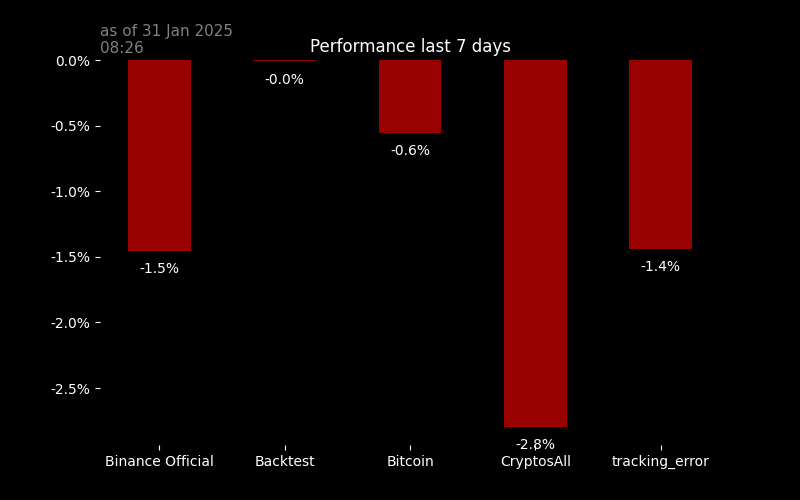 as of 31 Jan 2025
08:26
Performance last 7 days
0.0%
-0.5%
-1.0%
-1.5%
-2.0%
-2.5%
-1.5%
-0.0%
-0.6%
-2.8%
-1.4%
Binance Official
Backtest
Bitcoin
CryptosAll
tracking_error